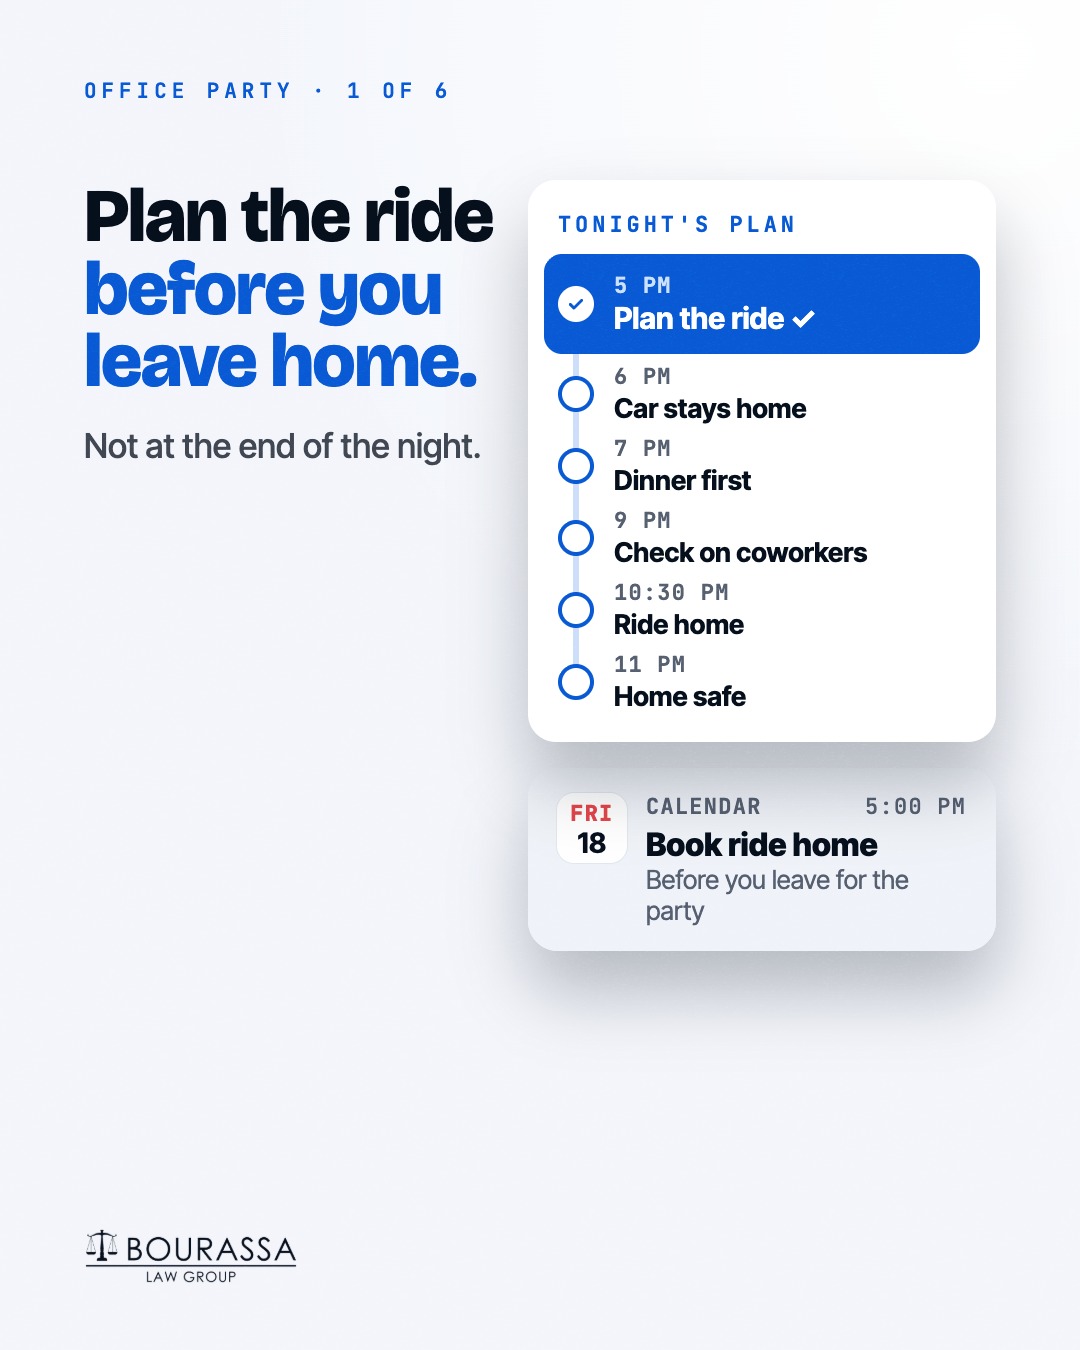 OFFICE PARTY · 1 OF 6
Plan the ride
before you
leave home.
Not at the end of the night.
TONIGHT'S PLAN
5 PM
Plan the ride ✓
6 PM
Car stays home
7 PM
Dinner first
9 PM
Check on coworkers
10:30 PM
Ride home
11 PM
Home safe
FRI
18
CALENDAR 5:00 PM
Book ride home
Before you leave for the
party
BOURASSA
LAW GROUP